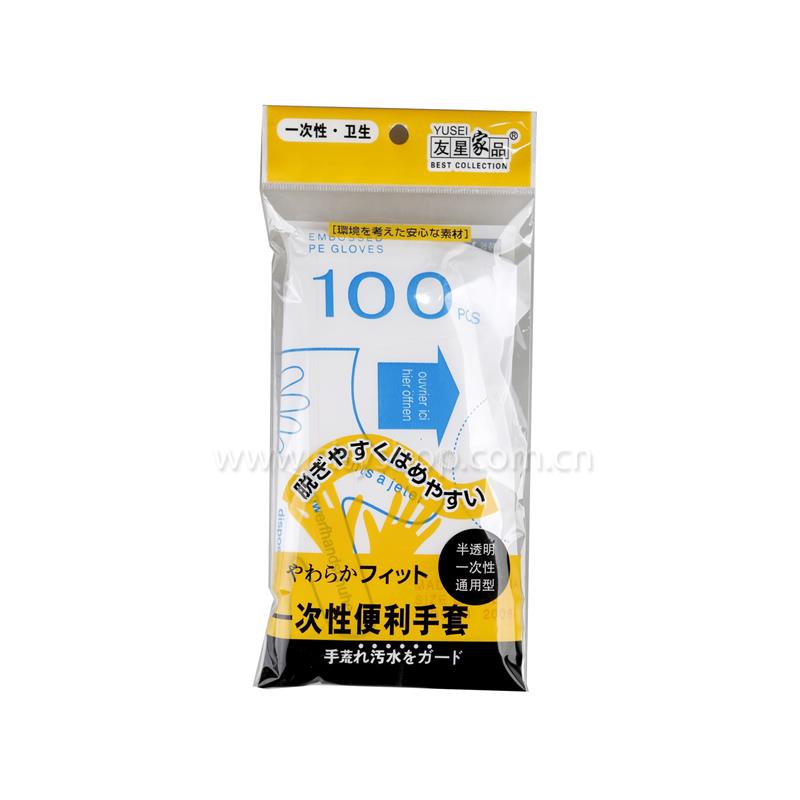 一次性·卫生
YUSEI
友星家品®
BEST COLLECTION
[環境を考えた安心な素材]
EMBOSSED
PE GLOVES
100
PCS
ouvrier ici
hier öffnen
脱ぎやすくはめやすい
a jeter
半透明
一次性
通用型
やわらかフィット
一次性便利手套
手荒れ汚水をガード